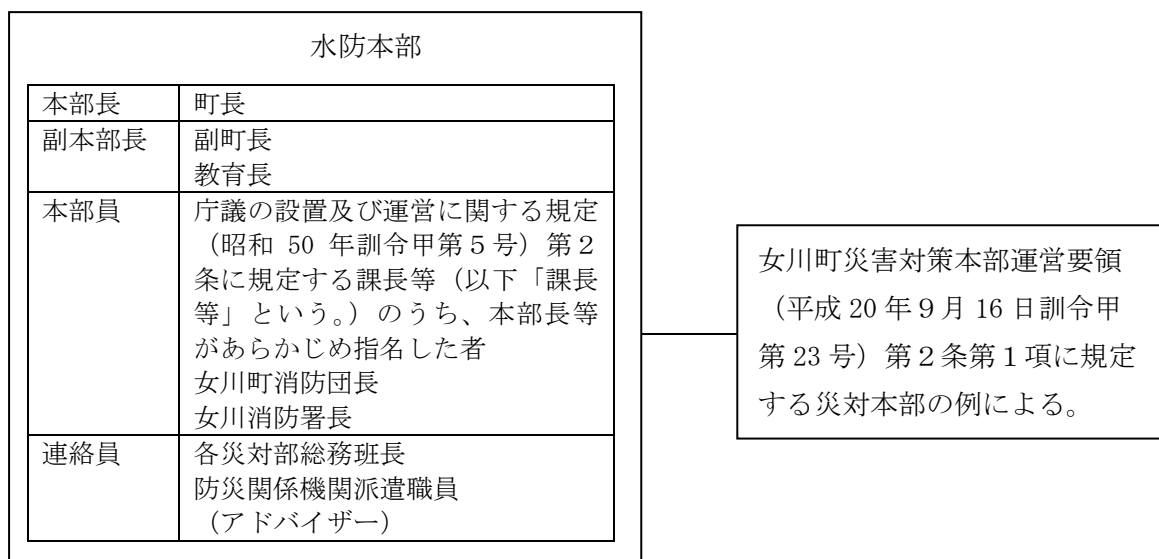 水防本部
本部長 町長
副本部長 副町長
教育長
本部員 庁議の設置及び運営に関する規定
（昭和 50 年訓令甲第５号）第２
条に規定する課長等（以下「課長
等」という。）のうち、本部長等
があらかじめ指名した者
女川町消防団長
女川消防署長
連絡員 各災対部総務班長
防災関係機関派遣職員
（アドバイザー）
女川町災害対策本部運営要領
（平成 20 年９月 16 日訓令甲
第 23 号）第２条第１項に規定
する災対本部の例による。